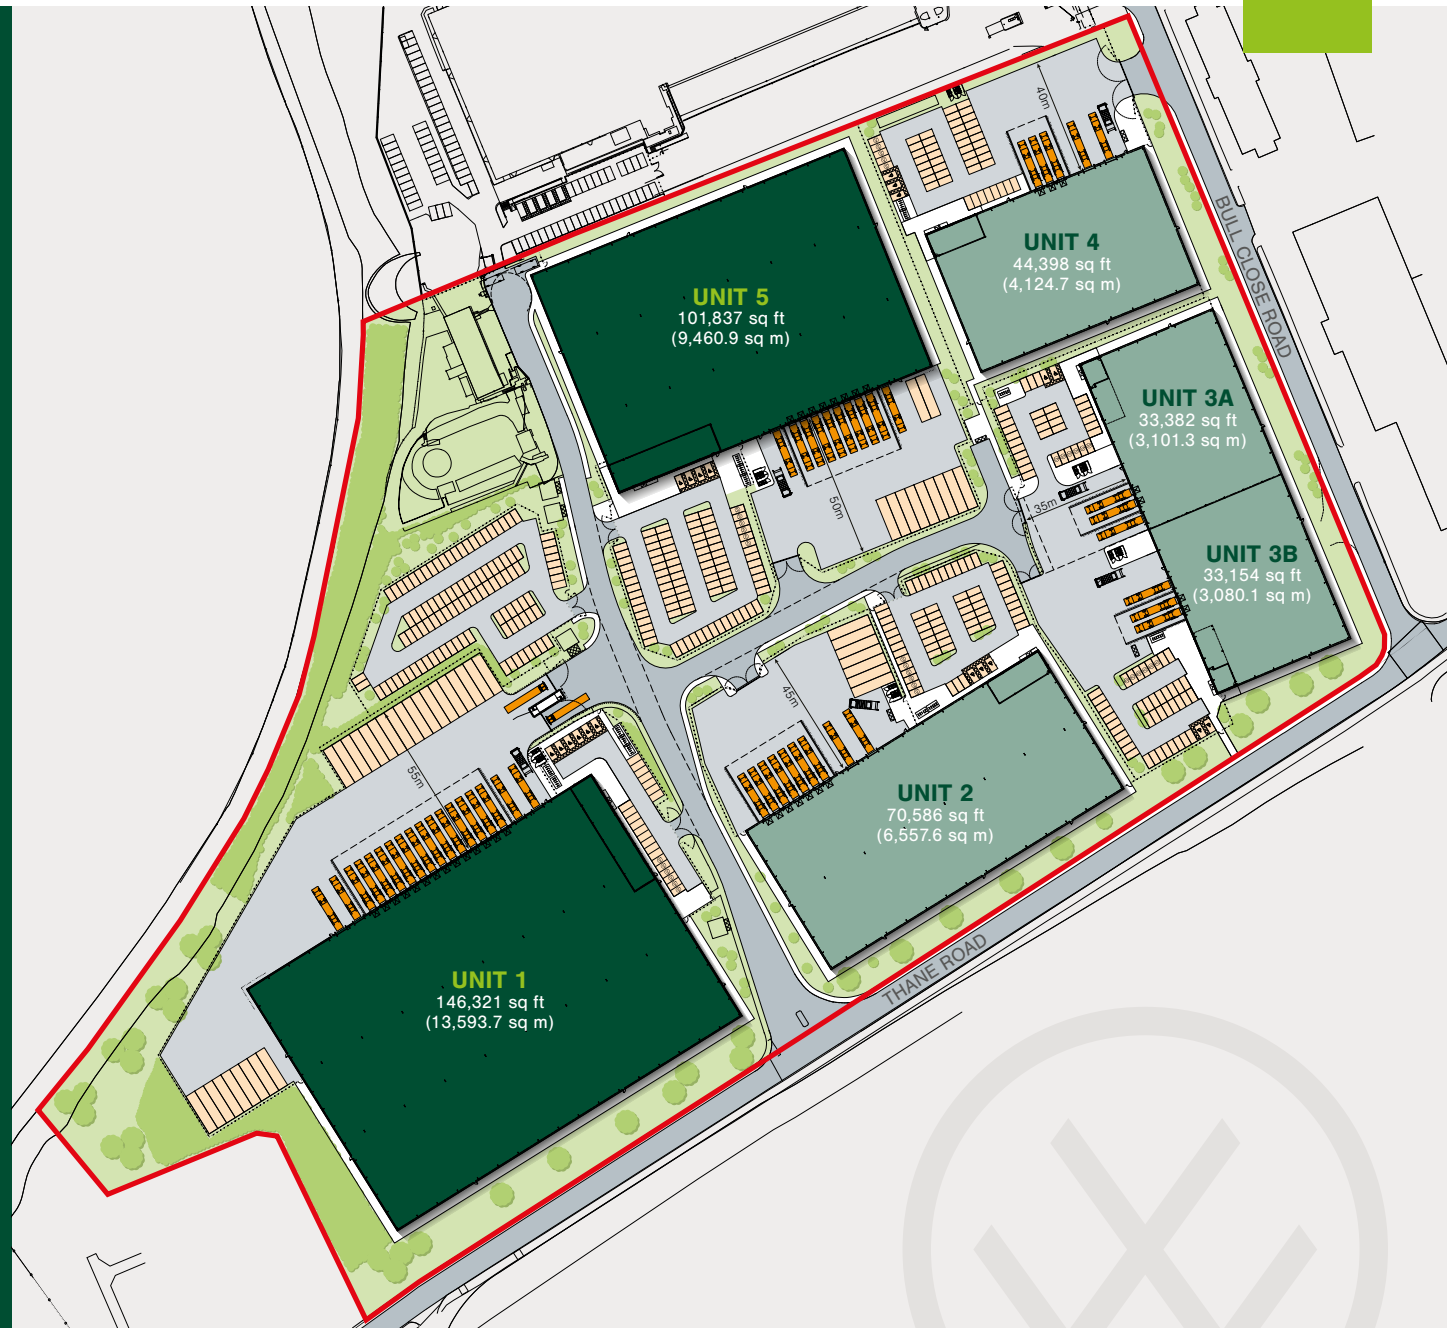 40m
BULL CLOSE ROAD
UNIT 4
44,398 sq ft
(4,124.7 sq m)
UNIT 5
101,837 sq ft
(9,460.9 sq m)
UNIT 3A
33,382 sq ft
(3,101.3 sq m)
50m
35m
UNIT 3B
33,154 sq ft
(3,080.1 sq m)
45m
55m
UNIT 2
70,586 sq ft
(6,557.6 sq m)
THANE ROAD
UNIT 1
146,321 sq ft
(13,593.7 sq m)